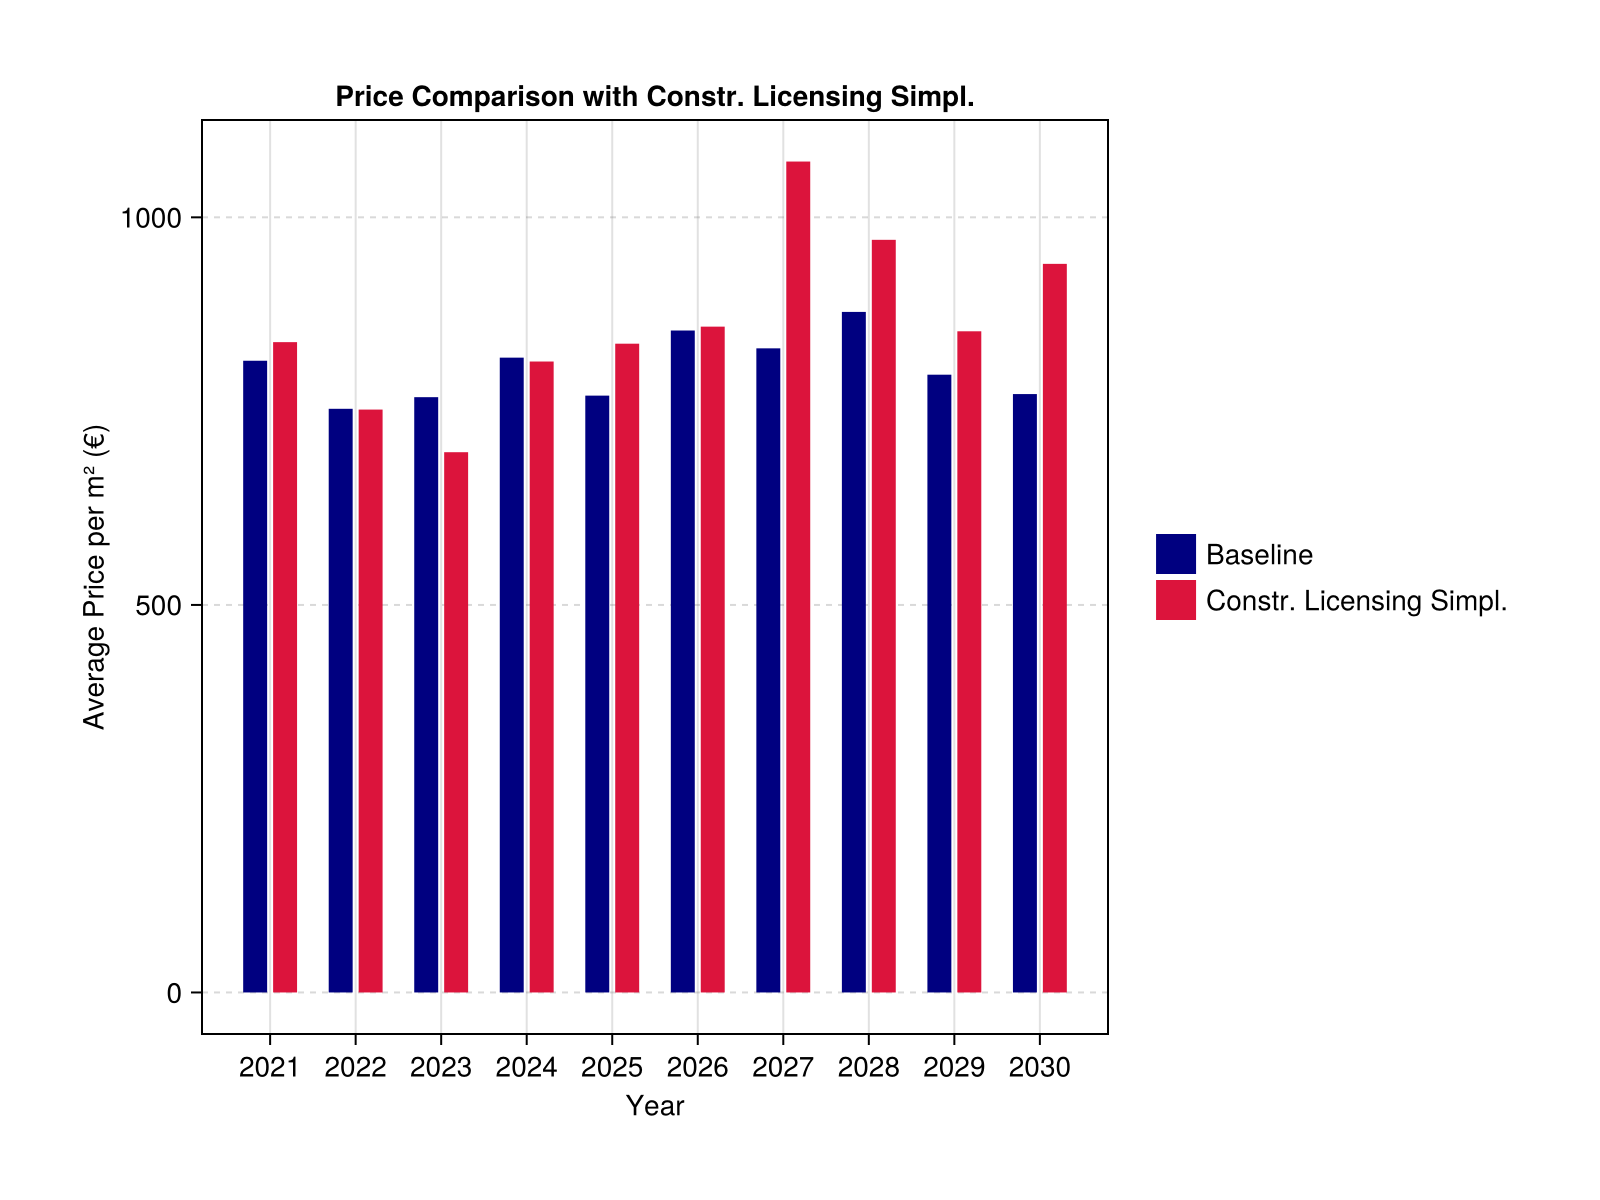 Price Comparison with Constr. Licensing Simpl.
Average Price per m² (€)
1000
500
0
2021 2022 2023 2024 2025 2026 2027 2028 2029 2030
Year
Baseline
Constr. Licensing Simpl.